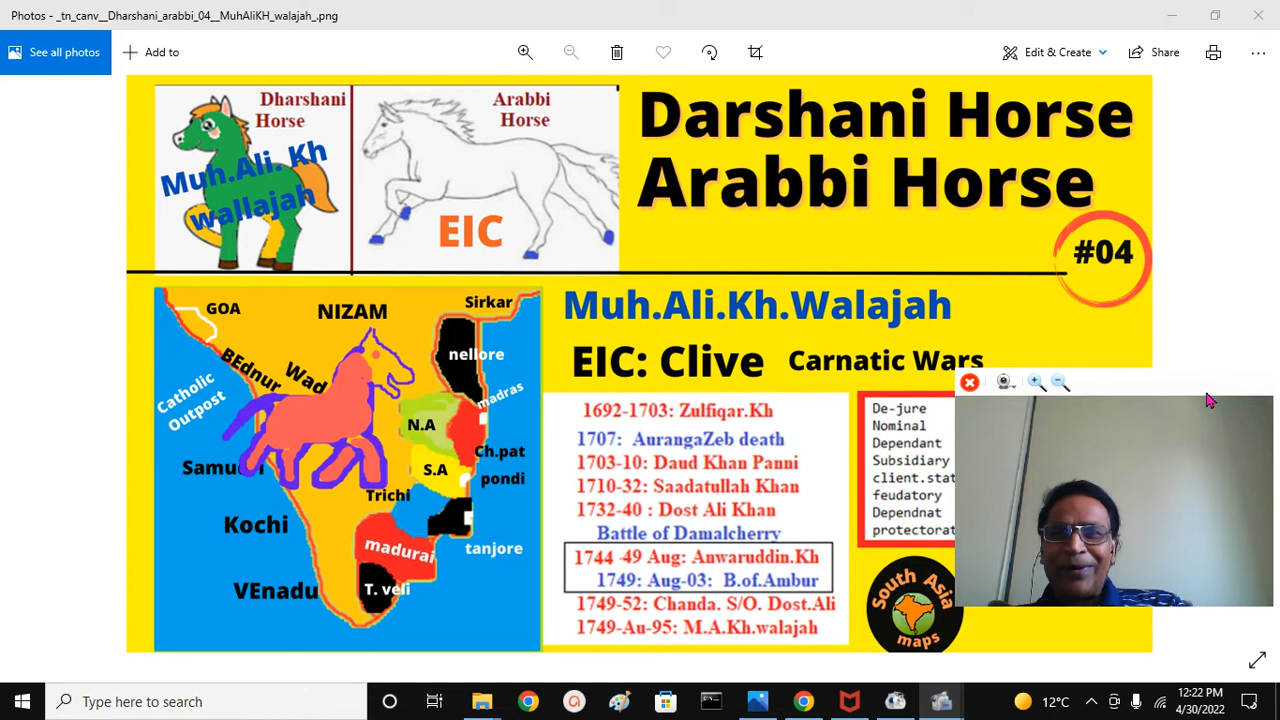 Photos - _tn_canv__Dharshani_arabbi_04__MuhAliKH_walajah_.png
See all photos
Add to
Edit & Create
Share
Dharshani
Horse
Muh.Ali. Kh
wallajah
Arabbi
Horse
EIC
Darshani Horse
Arabbi Horse
#04
GOA
NIZAM
Sirkar
BEdnur
Wad
nellore
Catholic
Outpost
madras
N.A
Ch.pat
S.A
pondi
Trichi
Kochi
madurai
tanjore
VEnadu
T. veli
Muh.Ali.Kh.Walajah
EIC: Clive
Carnatic Wars
1692-1703: Zulfiqar.Kh
1707: AurangaZeb death
1703-10: Daud Khan Panni
1710-32: Saadatullah Khan
1732-40 : Dost Ali Khan
Battle of Damalcherry
1744 -49 Aug: Anwaruddin.Kh
1749: Aug-03: B.of.Ambur
1749-52: Chanda. S/O. Dost.Ali
1749-Au-95: M.A.Kh.walajah
De-jure
Nominal
Dependant
Subsidiary
client.stat
feudatory
Dependnat
protectorat
South Asia
maps
Type here to search
12°C
12:22 PM
4/30/2022